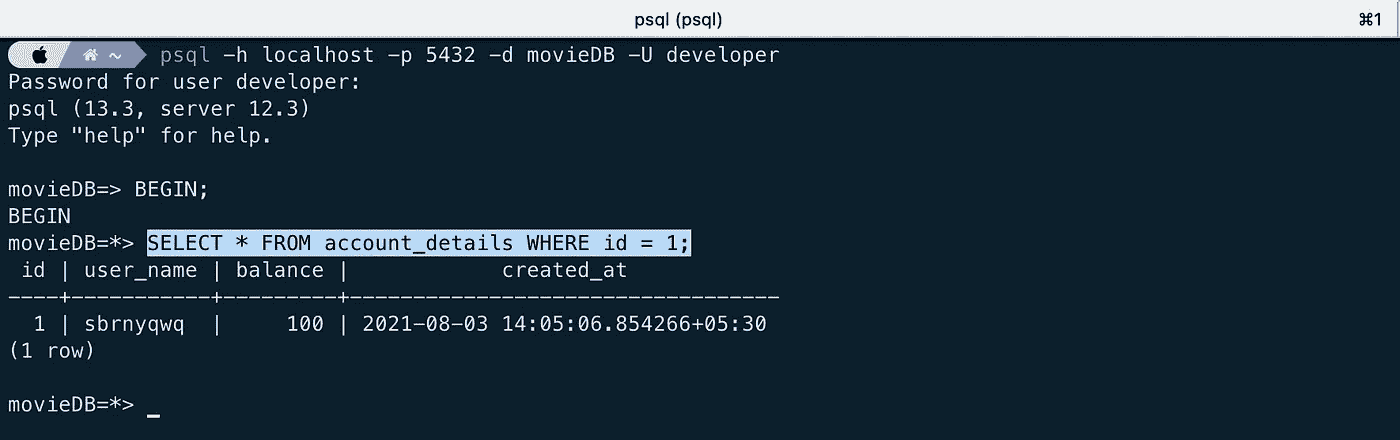 psql (psql)
⌘1
~ psql -h localhost -p 5432 -d movieDB -U developer
Password for user developer:
psql (13.3, server 12.3)
Type "help" for help.
movieDB=> BEGIN;
BEGIN
movieDB=*> SELECT * FROM account_details WHERE id = 1;
 id | user_name | balance |            created_at
----+-----------+---------+----------------------------------
  1 | sbrnyqwq  |     100 | 2021-08-03 14:05:06.854266+05:30
(1 row)
movieDB=*> _